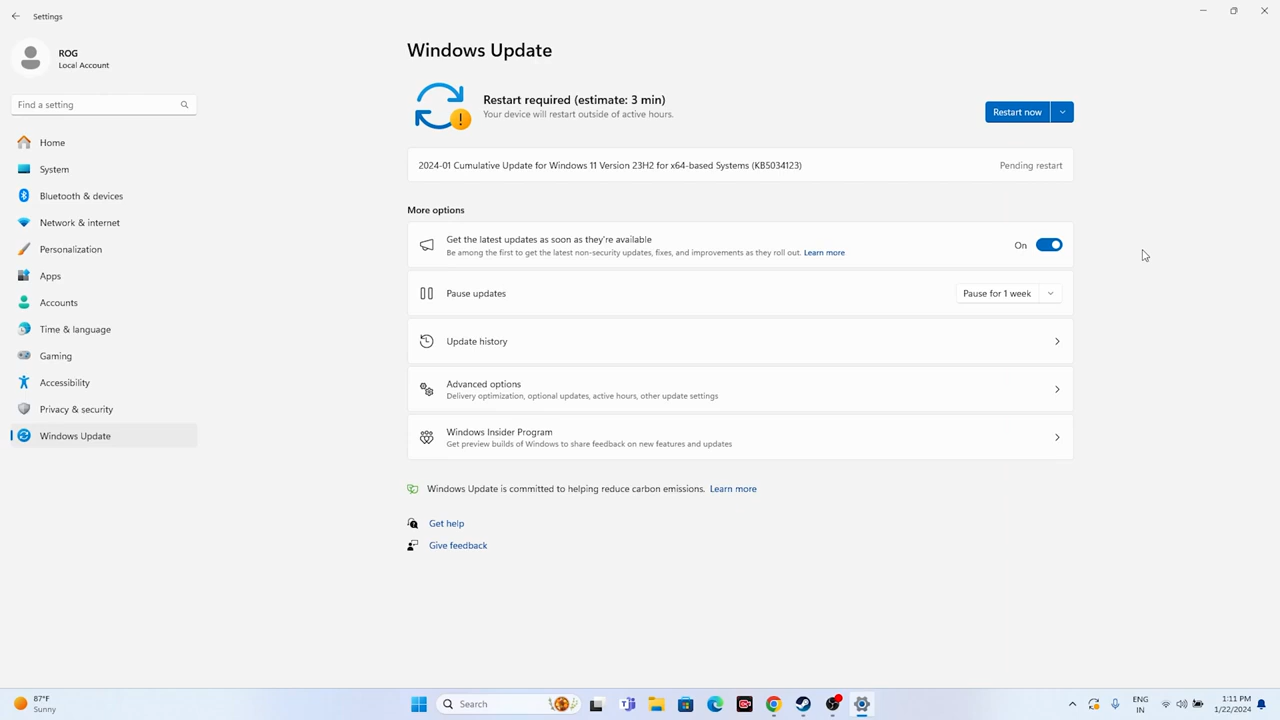 Settings
ROG
Local Account
Find a setting
Home
System
Bluetooth & devices
Network & internet
Personalization
Apps
Accounts
Time & language
Gaming
Accessibility
Privacy & security
Windows Update
Windows Update
Restart required (estimate: 3 min)
Your device will restart outside of active hours.
Restart now
2024-01 Cumulative Update for Windows 11 Version 23H2 for x64-based Systems (KB5034123)
Pending restart
More options
Get the latest updates as soon as they're available
Be among the first to get the latest non-security updates, fixes, and improvements as they roll out. Learn more
On
Pause updates
Pause for 1 week
Update history
Advanced options
Delivery optimization, optional updates, active hours, other update settings
Windows Insider Program
Get preview builds of Windows to share feedback on new features and updates
Windows Update is committed to helping reduce carbon emissions. Learn more
Get help
Give feedback
87°F
Sunny
Search
ENG
IN
1:11 PM
1/22/2024